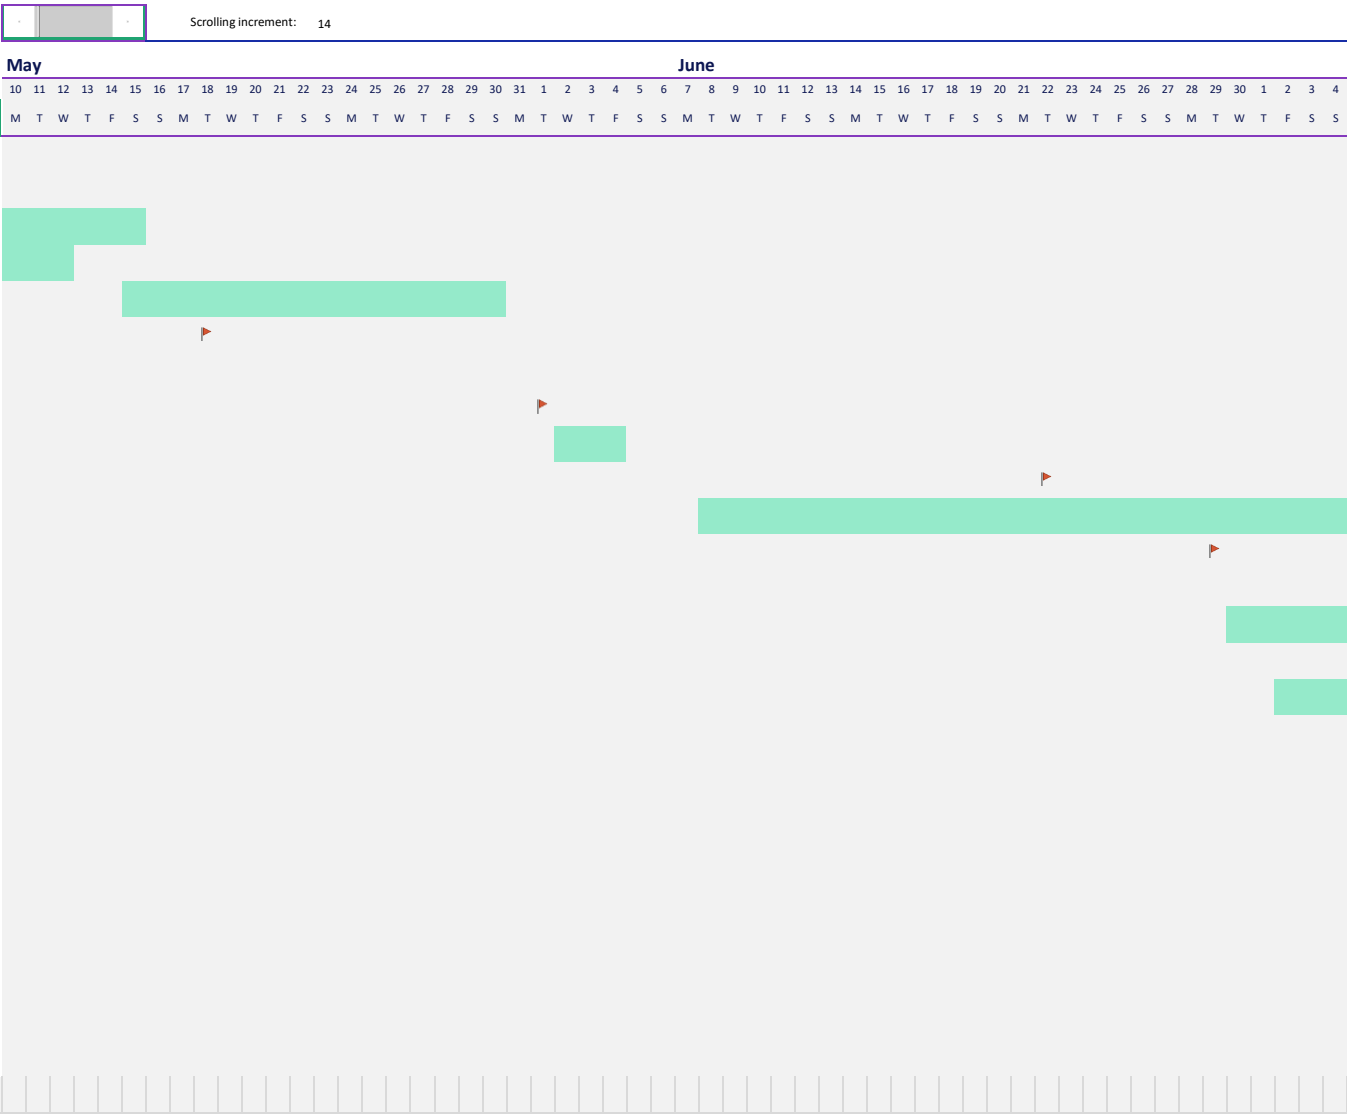 Scrolling increment: 14
May June
10 11 12 13 14 15 16 17 18 19 20 21 22 23 24 25 26 27 28 29 30 31 1 2 3 4 5 6 7 8 9 10 11 12 13 14 15 16 17 18 19 20 21 22 23 24 25 26 27 28 29 30 1 2 3 4
M T W T F S S M T W T F S S M T W T F S S M T W T F S S M T W T F S S M T W T F S S M T W T F S S M T W T F S S